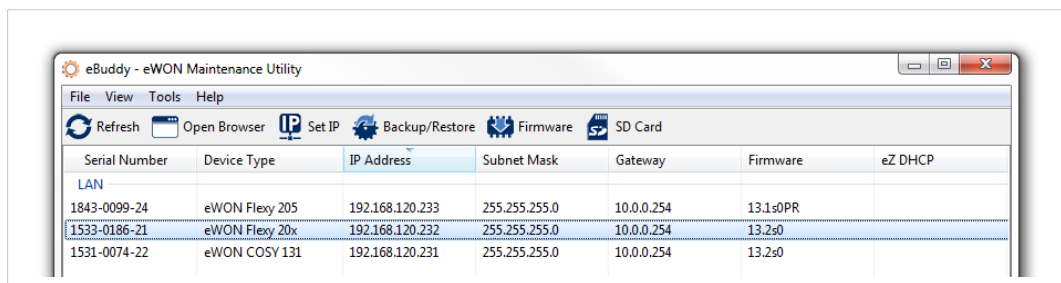 eBuddy - eWON Maintenance Utility
File View Tools Help
Refresh Open Browser IP Set IP Backup/Restore Firmware SD SD Card
Serial Number Device Type IP Address Subnet Mask Gateway Firmware eZ DHCP
LAN
1843-0099-24 eWON Flexy 205 192.168.120.233 255.255.255.0 10.0.0.254 13.1s0PR
1533-0186-21 eWON Flexy 20x 192.168.120.232 255.255.255.0 10.0.0.254 13.2s0
1531-0074-22 eWON COSY 131 192.168.120.231 255.255.255.0 10.0.0.254 13.2s0